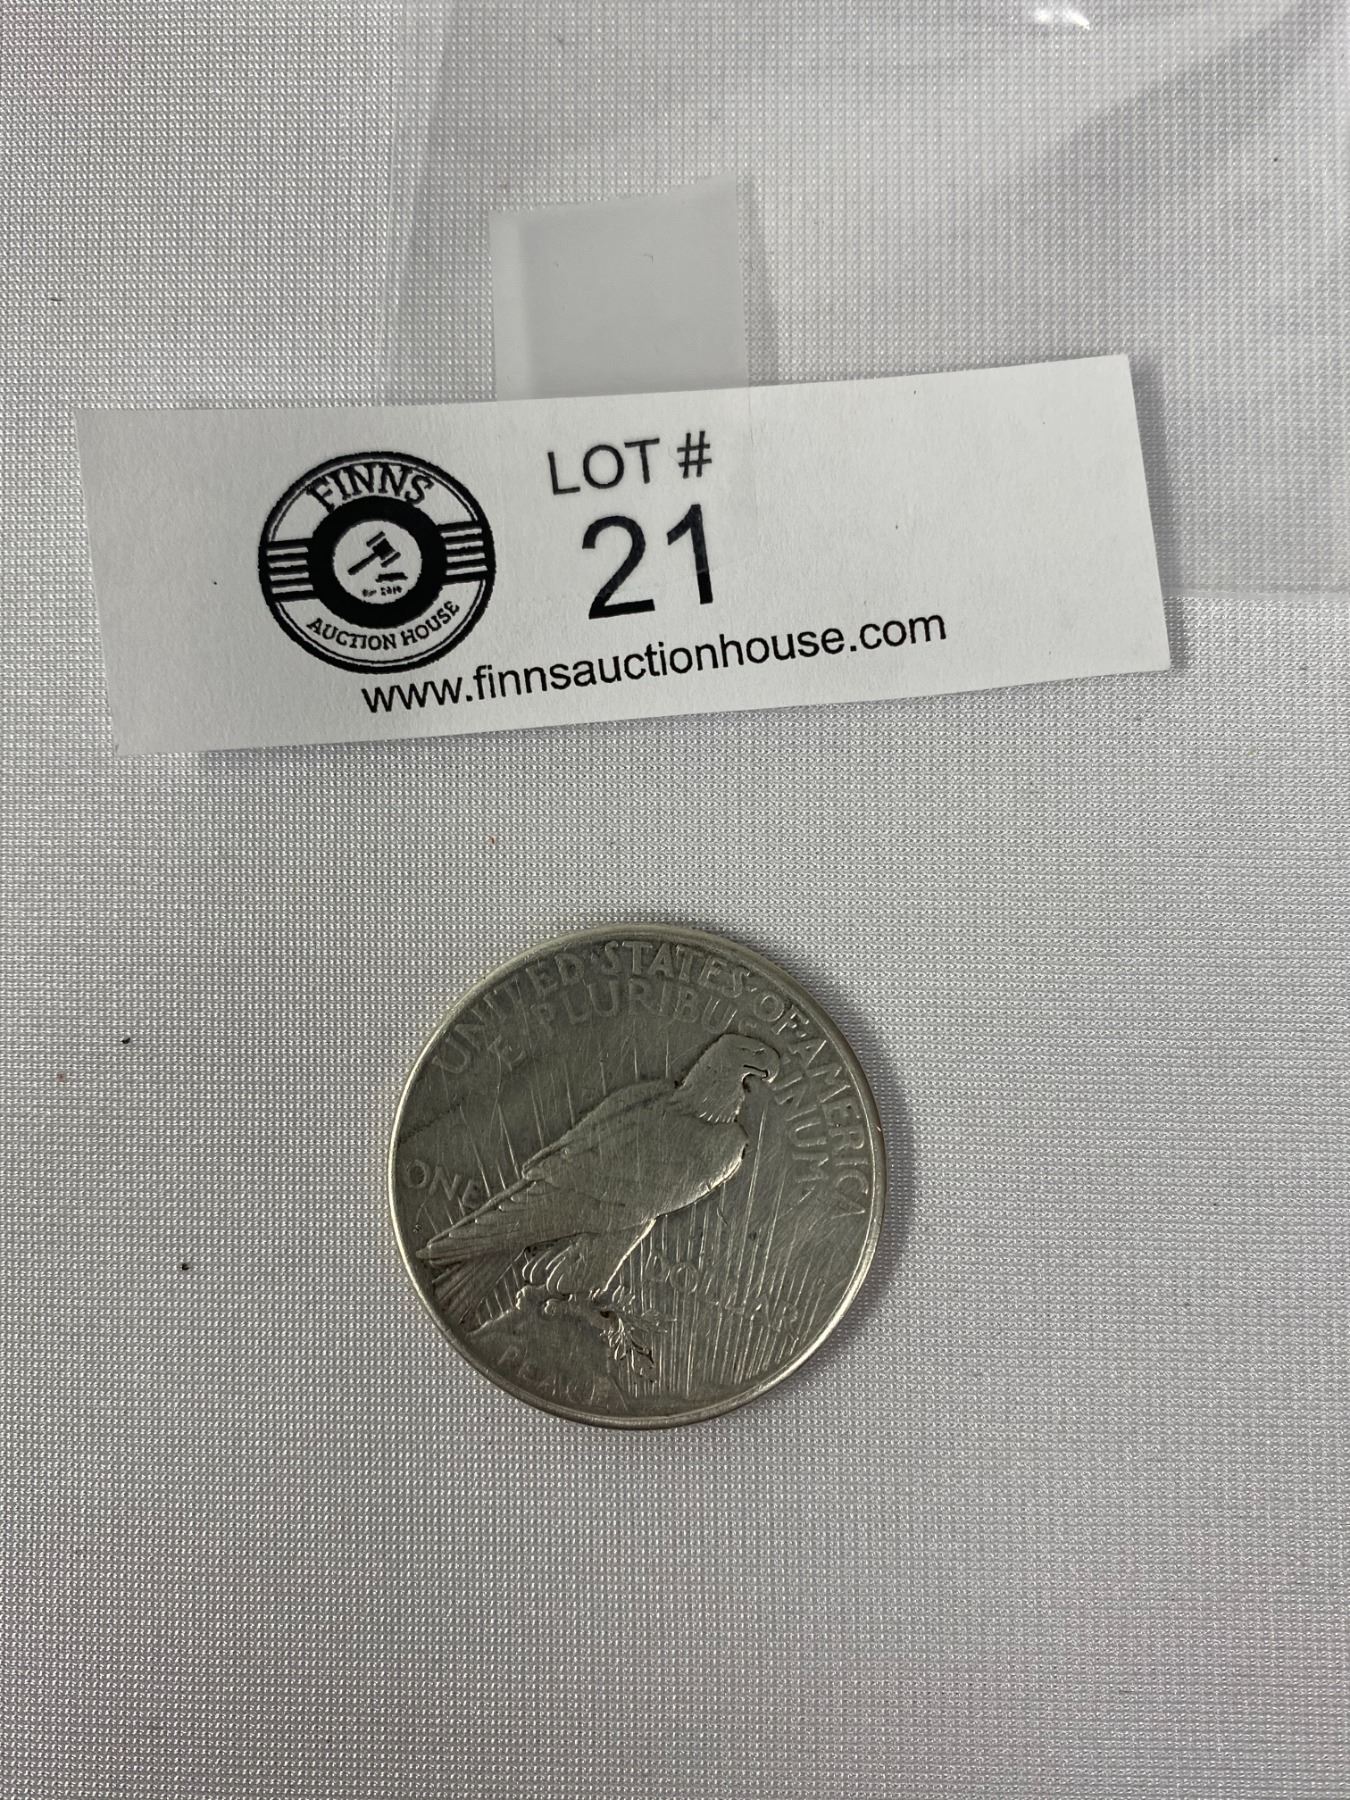 FINNS
AUCTION HOUSE
LOT #
21
www.finnsauctionhouse.com
UNITED·STATES·OF·AMERICA
E·PLURIBUS
UNUM
ONE
DOLLAR
PEACE